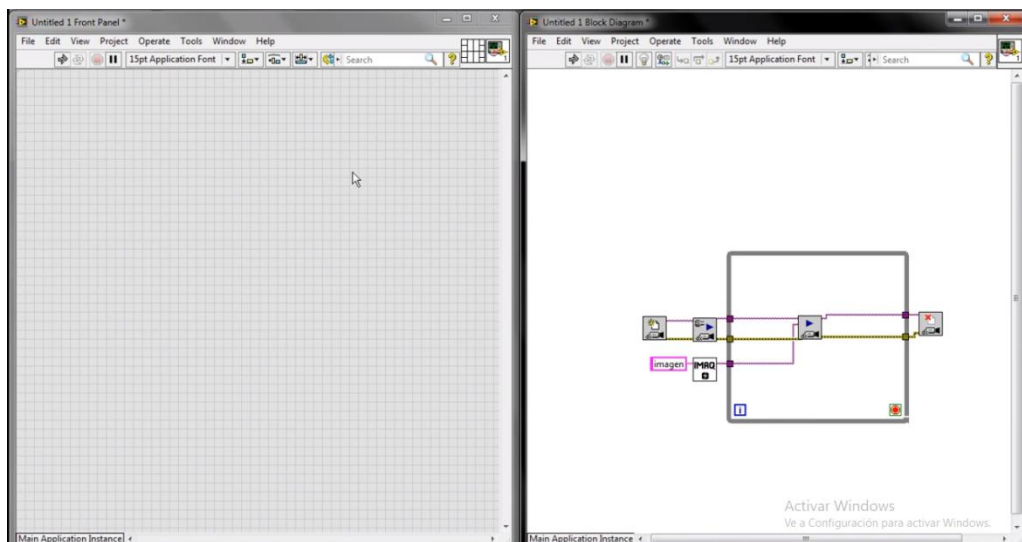 Untitled 1 Front Panel *
File Edit View Project Operate Tools Window Help
15pt Application Font
Search
1
Main Application Instance
Untitled 1 Block Diagram *
File Edit View Project Operate Tools Window Help
15pt Application Font
Search
1
imagen
IMAQ
i
Activar Windows
Ve a Configuración para activar Windows.
Main Application Instance